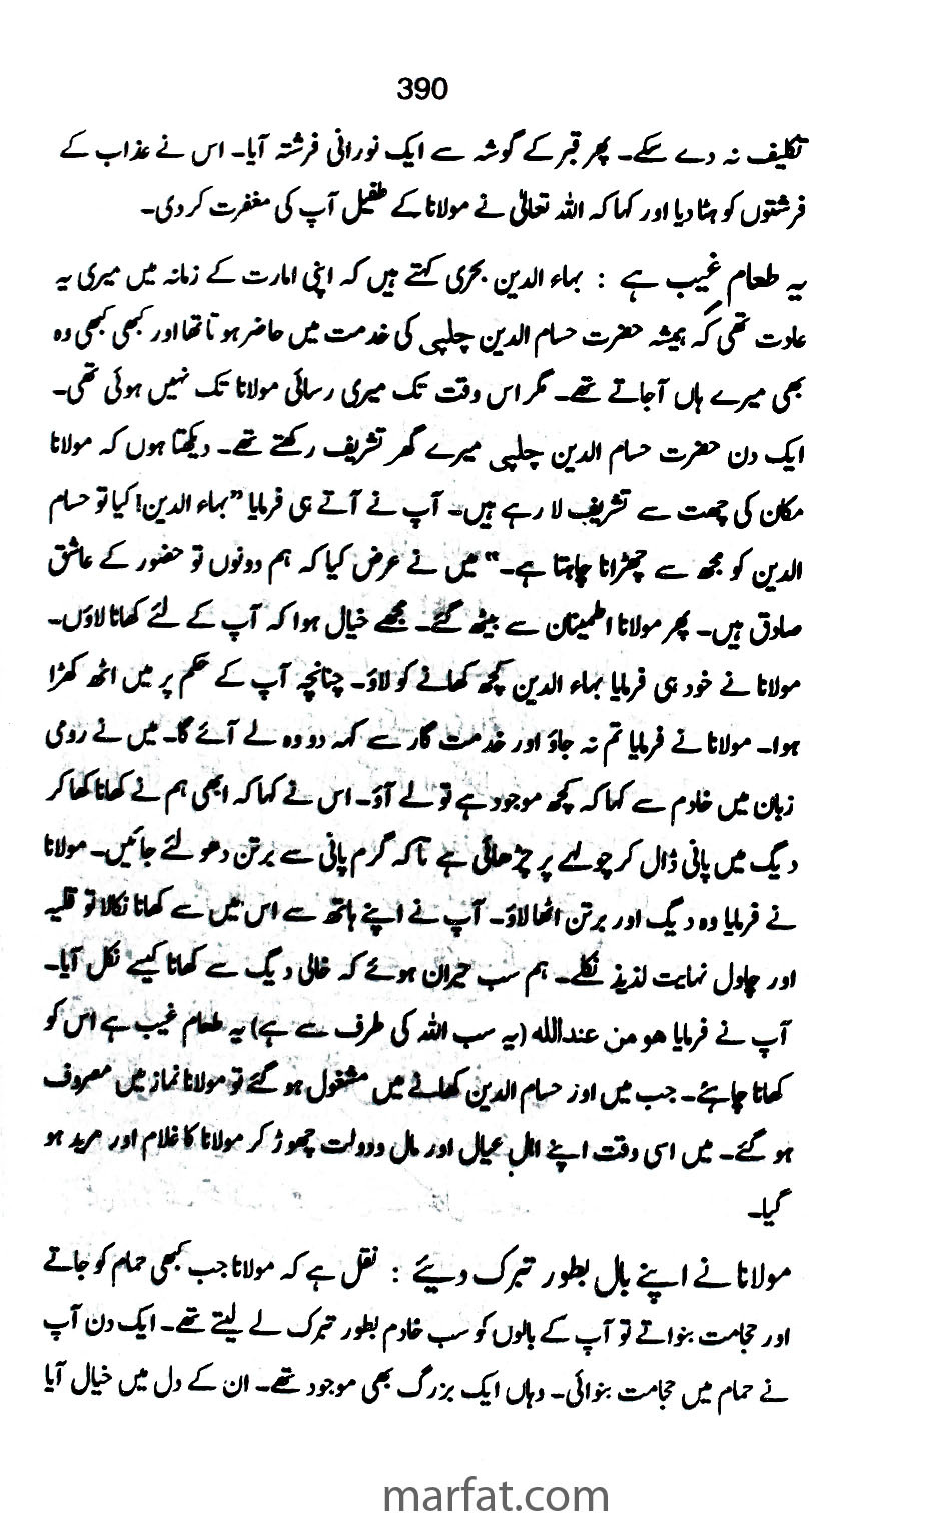 390
تکلیف نہ دے سکے۔ پھر قبر کے گوشہ سے ایک نورانی فرشتہ آیا۔ اس نے عذاب کے
فرشتوں کو ہٹا دیا اور کہا کہ اللہ تعالیٰ نے مولانا کے طفیل آپ کی مغفرت کر دی۔
یہ طعام غیب ہے : بہاء الدین بحری کہتے ہیں کہ اپنی امارت کے زمانہ میں میری یہ
عادت تھی کہ ہمیشہ حضرت حسام الدین چلپی کی خدمت میں حاضر ہوتا تھا اور کبھی کبھی وہ
بھی میرے ہاں آجاتے تھے۔ مگر اس وقت تک میری رسائی مولانا تک نہیں ہوئی تھی۔
ایک دن حضرت حسام الدین چلپی میرے گھر تشریف رکھتے تھے۔ دیکھتا ہوں کہ مولانا
مکان کی چھت سے تشریف لا رہے ہیں۔ آپ نے آتے ہی فرمایا ”بہاء الدین! کیا تو حسام
الدین کو مجھ سے چھڑانا چاہتا ہے۔“ میں نے عرض کیا کہ ہم دونوں تو حضور کے عاشق
صادق ہیں۔ پھر مولانا اطمینان سے بیٹھ گئے۔ مجھے خیال ہوا کہ آپ کے لئے کھانا لاؤں۔
مولانا نے خود ہی فرمایا بہاء الدین کچھ کھانے کو لاؤ۔ چنانچہ آپ کے حکم پر میں اٹھ کھڑا
ہوا۔ مولانا نے فرمایا تم نہ جاؤ اور خدمت گار سے کہہ دو وہ لے آئے گا۔ میں نے رومی
زبان میں خادم سے کہا کہ کچھ موجود ہے تو لے آؤ۔ اس نے کہا کہ ابھی ہم نے کھانا کھا کر
دیگ میں پانی ڈال کر چولہے پر چڑھائی ہے تاکہ گرم پانی سے برتن دھو لئے جائیں۔ مولانا
نے فرمایا وہ دیگ اور برتن اٹھا لاؤ۔ آپ نے اپنے ہاتھ سے اس میں سے کھانا نکالا تو قلیہ
اور چاول نہایت لذیذ نکلے۔ ہم سب حیران ہوئے کہ خالی دیگ سے کھانا کیسے نکل آیا۔
آپ نے فرمایا ھو من عنداللہ (یہ سب اللہ کی طرف سے ہے) یہ طعام غیب ہے اس کو
کھانا چاہئے۔ جب میں اور حسام الدین کھانے میں مشغول ہو گئے تو مولانا نماز میں مصروف
ہو گئے۔ میں اسی وقت اپنے اہل عیال اور مال و دولت چھوڑ کر مولانا کا غلام اور مرید ہو
گیا۔
مولانا نے اپنے بال بطور تبرک دیئے : نقل ہے کہ مولانا جب کبھی حمام کو جاتے
اور حجامت بنواتے تو آپ کے بالوں کو سب خادم بطور تبرک لے لیتے تھے۔ ایک دن آپ
نے حمام میں حجامت بنوائی۔ وہاں ایک بزرگ بھی موجود تھے۔ ان کے دل میں خیال آیا
marfat.com